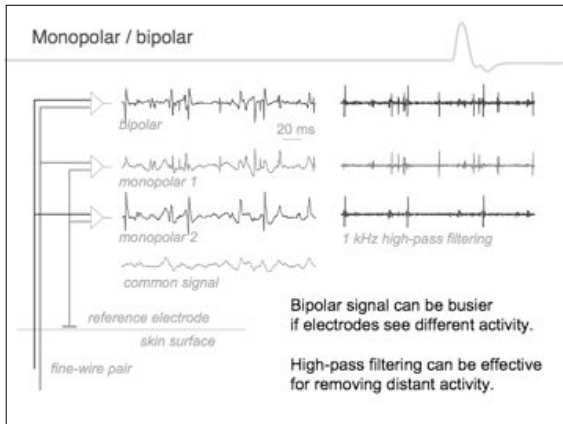 Monopolar / bipolar
bipolar
20 ms
monopolar 1
monopolar 2
1 kHz high-pass filtering
common signal
reference electrode
skin surface
fine-wire pair
Bipolar signal can be busier
if electrodes see different activity.
High-pass filtering can be effective
for removing distant activity.